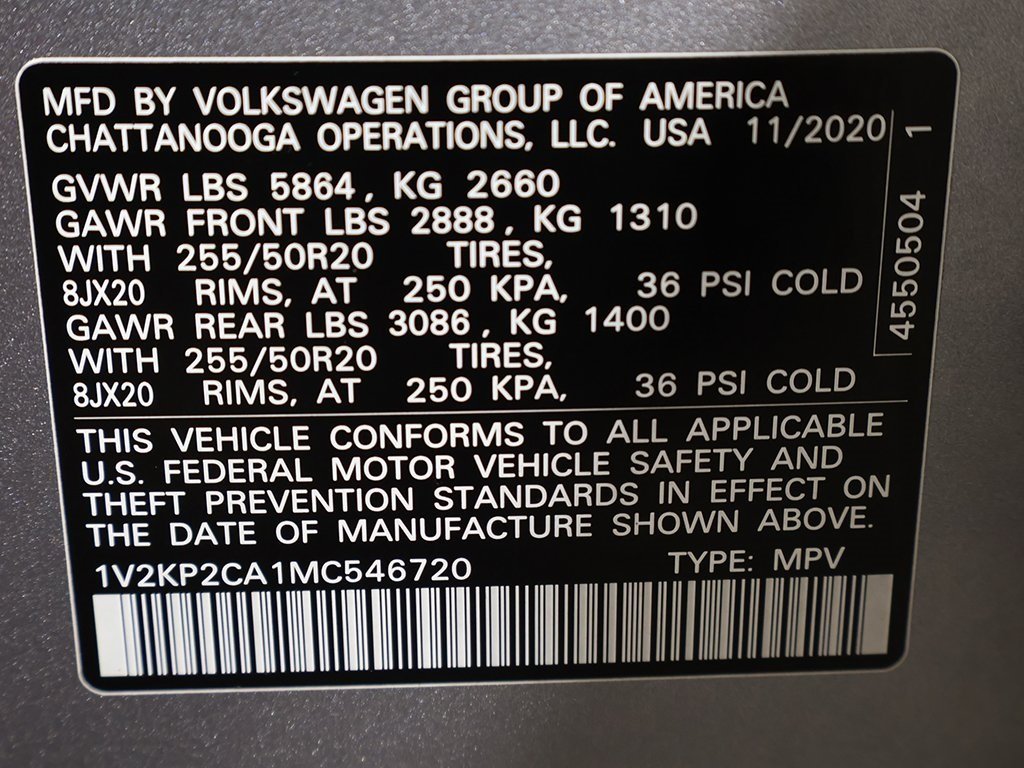 MFD BY VOLKSWAGEN GROUP OF AMERICA
CHATTANOOGA OPERATIONS, LLC. USA 11/2020
GVWR LBS 5864, KG 2660
GAWR FRONT LBS 2888, KG 1310
WITH 255/50R20 TIRES,
8JX20 RIMS, AT 250 KPA, 36 PSI COLD
GAWR REAR LBS 3086, KG 1400
WITH 255/50R20 TIRES,
8JX20 RIMS, AT 250 KPA, 36 PSI COLD
4550504 1
THIS VEHICLE CONFORMS TO ALL APPLICABLE
U.S. FEDERAL MOTOR VEHICLE SAFETY AND
THEFT PREVENTION STANDARDS IN EFFECT ON
THE DATE OF MANUFACTURE SHOWN ABOVE.
1V2KP2CA1MC546720 TYPE: MPV